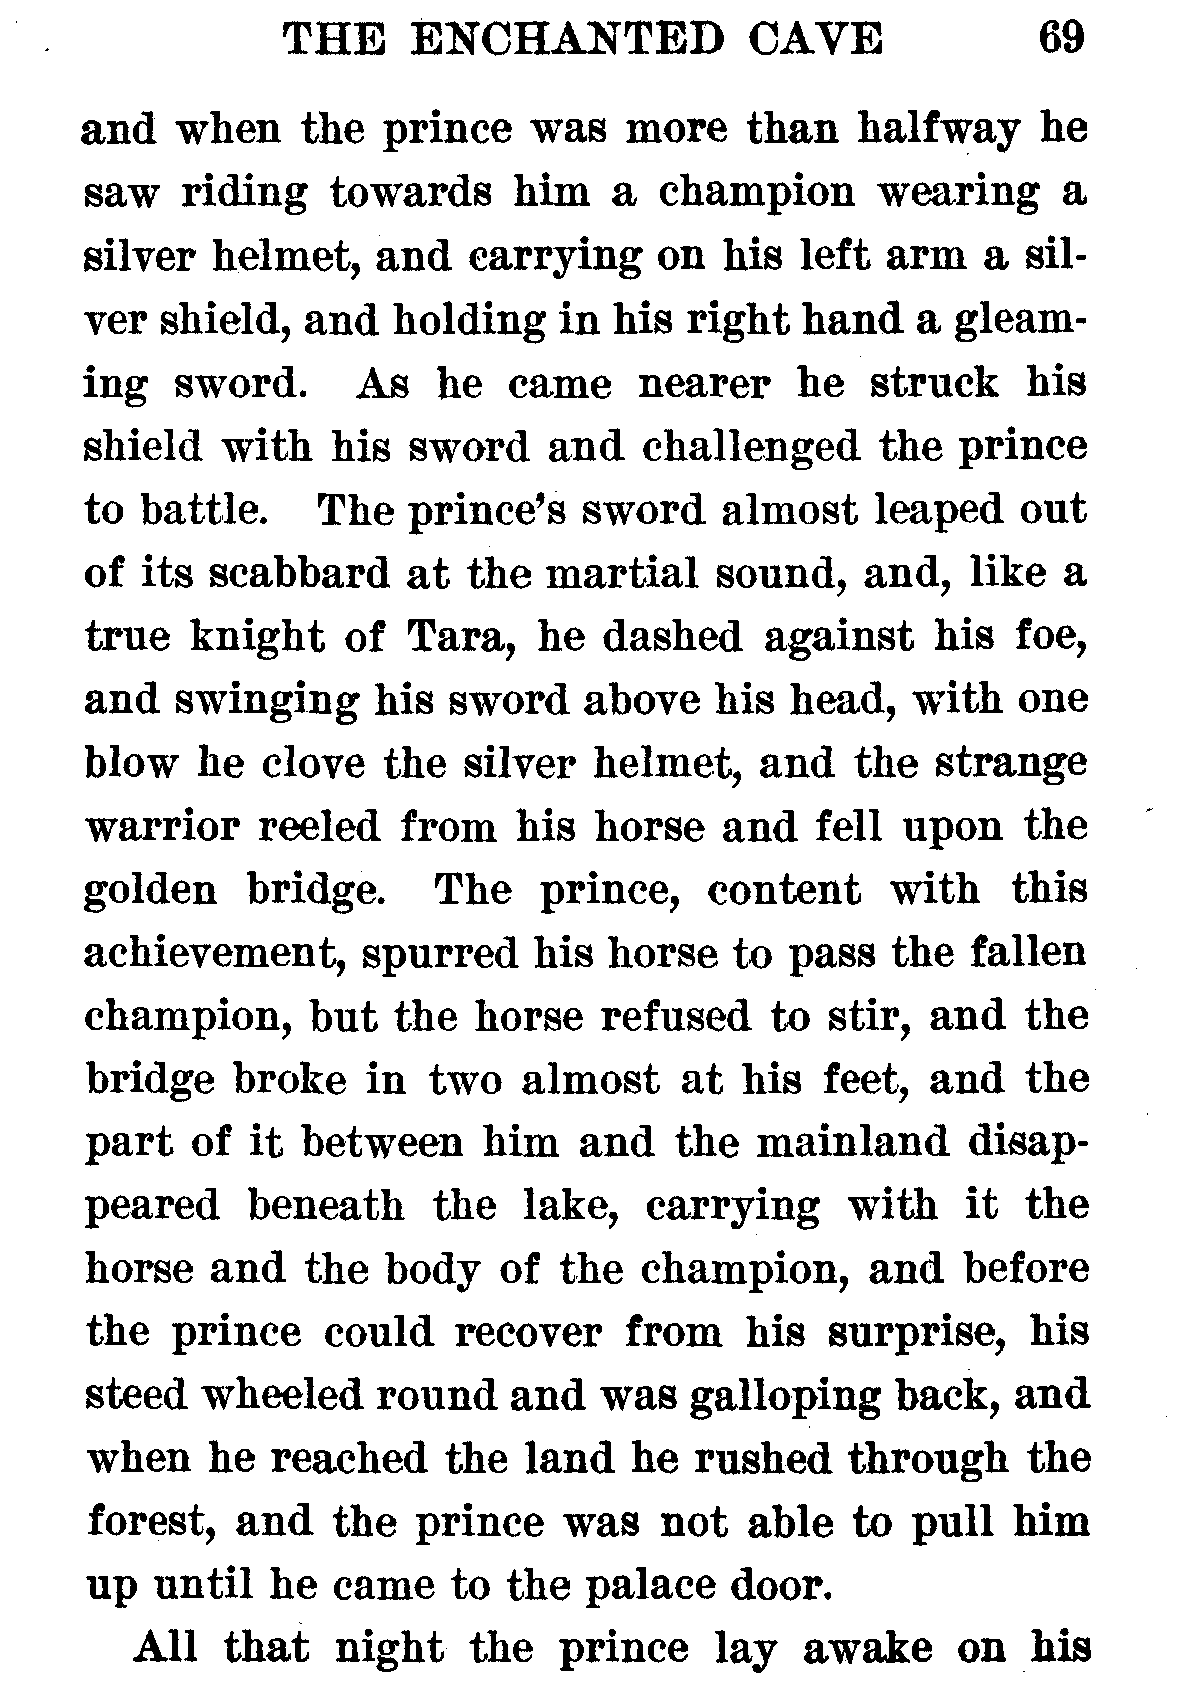 THE ENCHANTED CAVE 69
and when the prince was more than halfway he
saw riding towards him a champion wearing a
silver helmet, and carrying on his left arm a sil-
ver shield, and holding in his right hand a gleam-
ing sword. As he came nearer he struck his
shield with his sword and challenged the prince
to battle. The prince's sword almost leaped out
of its scabbard at the martial sound, and, like a
true knight of Tara, he dashed against his foe,
and swinging his sword above his head, with one
blow he clove the silver helmet, and the strange
warrior reeled from his horse and fell upon the
golden bridge. The prince, content with this
achievement, spurred his horse to pass the fallen
champion, but the horse refused to stir, and the
bridge broke in two almost at his feet, and the
part of it between him and the mainland disap-
peared beneath the lake, carrying with it the
horse and the body of the champion, and before
the prince could recover from his surprise, his
steed wheeled round and was galloping back, and
when he reached the land he rushed through the
forest, and the prince was not able to pull him
up until he came to the palace door.
All that night the prince lay awake on his